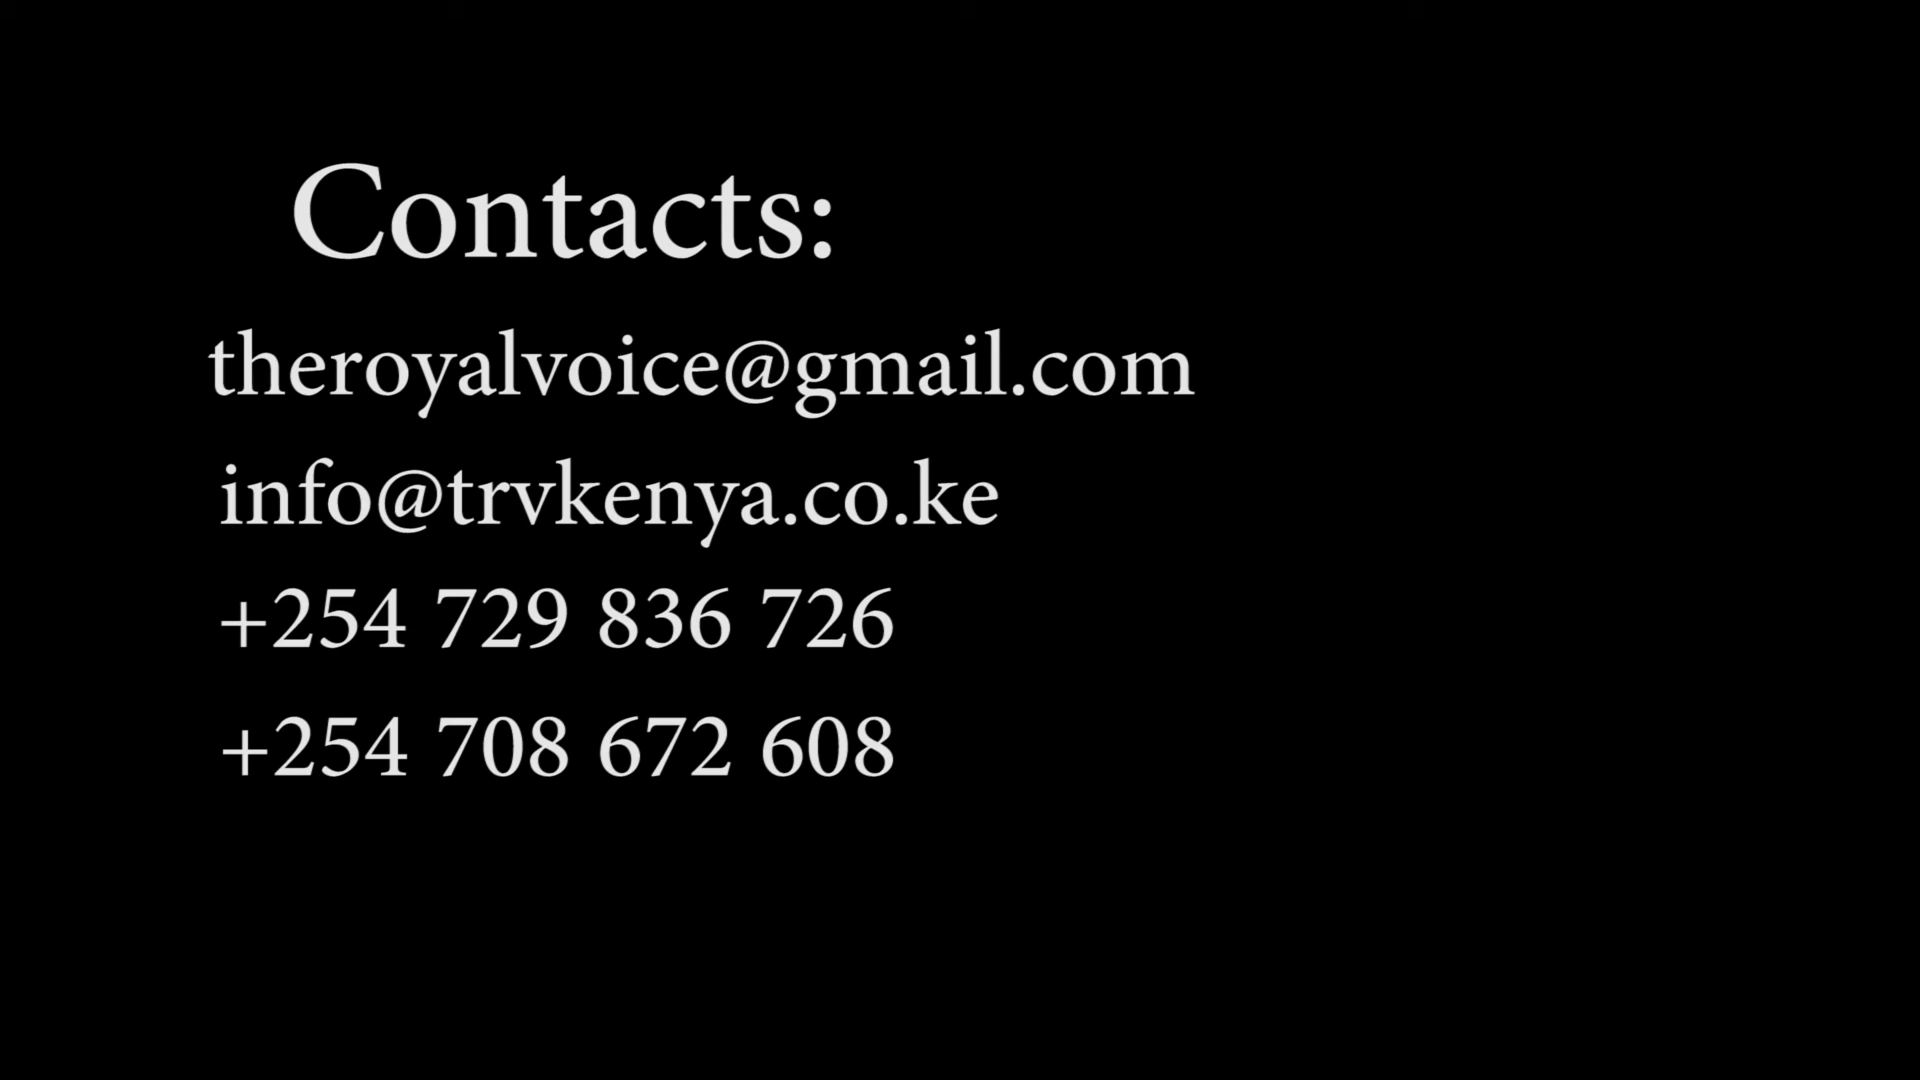 Contacts:
theroyalvoice@gmail.com
info@trvkenya.co.ke
+254 729 836 726
+254 708 672 608